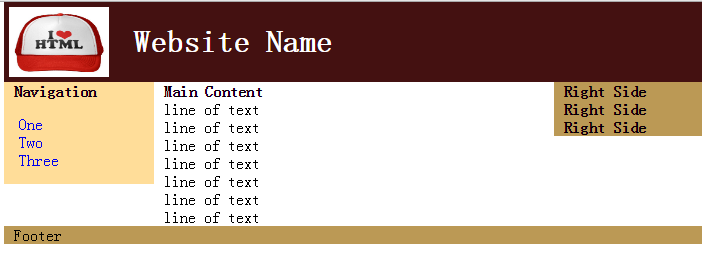 I ❤ HTML
Website Name
Navigation
One
Two
Three
Main Content
line of text
line of text
line of text
line of text
line of text
line of text
line of text
Right Side
Right Side
Right Side
Footer